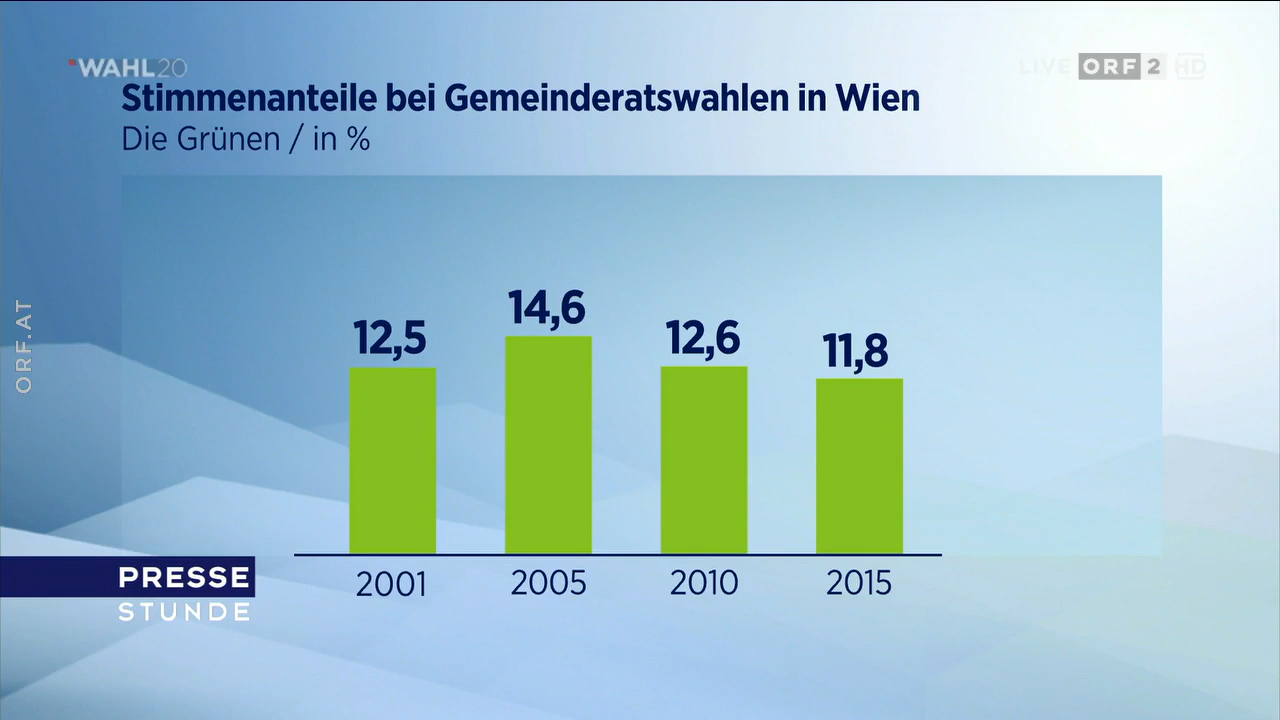 WAHL20
LIVE ORF 2 HD
Stimmenanteile bei Gemeinderatswahlen in Wien
Die Grünen / in %
ORF.AT
12,5
14,6
12,6
11,8
2001
2005
2010
2015
PRESSE
STUNDE